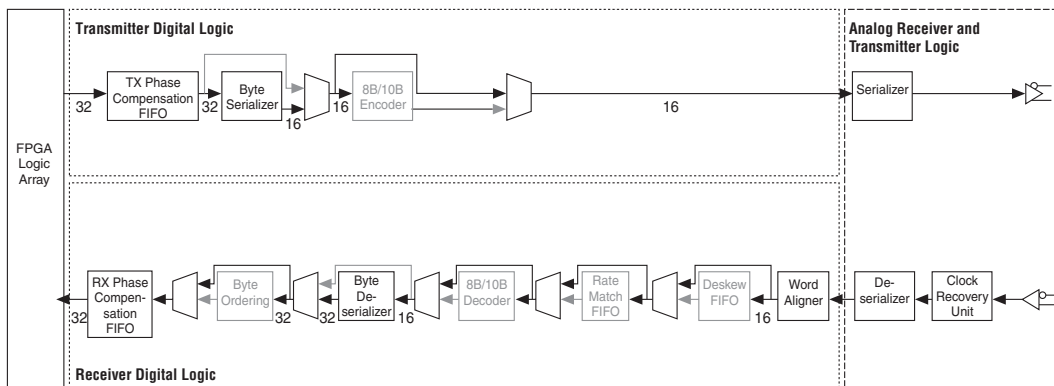 Transmitter Digital Logic
Analog Receiver and
Transmitter Logic
FPGA
Logic
Array
32
TX Phase
Compensation
FIFO
32
Byte
Serializer
16
16
8B/10B
Encoder
16
Serializer
32
RX Phase
Compen-
sation
FIFO
Byte
Ordering
32
32
Byte
De-
serializer
16
8B/10B
Decoder
Rate
Match
FIFO
Deskew
FIFO
16
Word
Aligner
De-
serializer
Clock
Recovery
Unit
Receiver Digital Logic